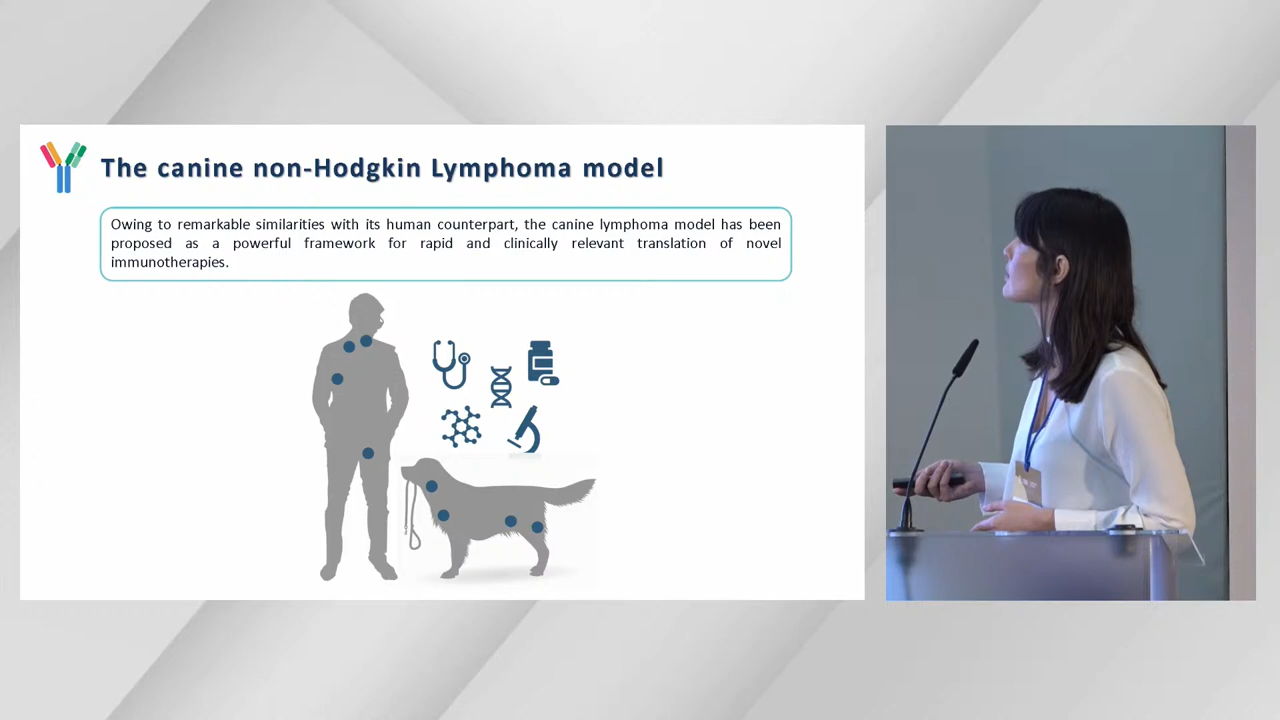 The canine non-Hodgkin Lymphoma model
Owing to remarkable similarities with its human counterpart, the canine lymphoma model has been
proposed as a powerful framework for rapid and clinically relevant translation of novel
immunotherapies.